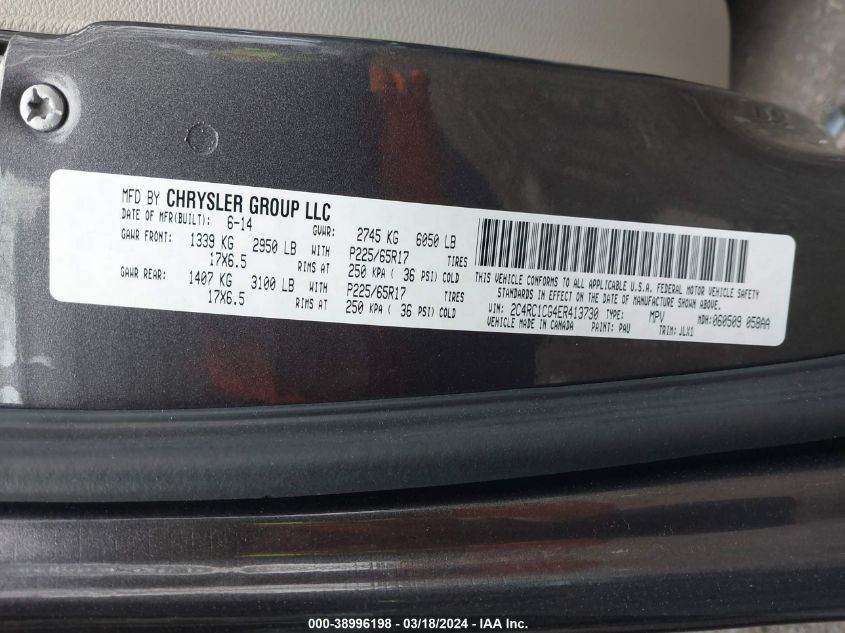 MFD BY CHRYSLER GROUP LLC
DATE OF MFR(BUILT): 6-14 GVWR: 2745 KG 6050 LB
GAWR FRONT: 1339 KG 2950 LB WITH P225/65R17 TIRES
17X6.5 RIMS AT 250 KPA ( 36 PSI) COLD
GAWR REAR: 1407 KG 3100 LB WITH P225/65R17 TIRES
17X6.5 RIMS AT 250 KPA ( 36 PSI) COLD
THIS VEHICLE CONFORMS TO ALL APPLICABLE U.S.A. FEDERAL MOTOR VEHICLE SAFETY
STANDARDS IN EFFECT ON THE DATE OF MANUFACTURE SHOWN ABOVE.
VIN: 2C4RC1CG4ER413730 TYPE: MPV MDH: 060509 058AA
VEHICLE MADE IN CANADA PAINT: PAU TRIM: JLX1
000-38996198 - 03/18/2024 - IAA Inc.